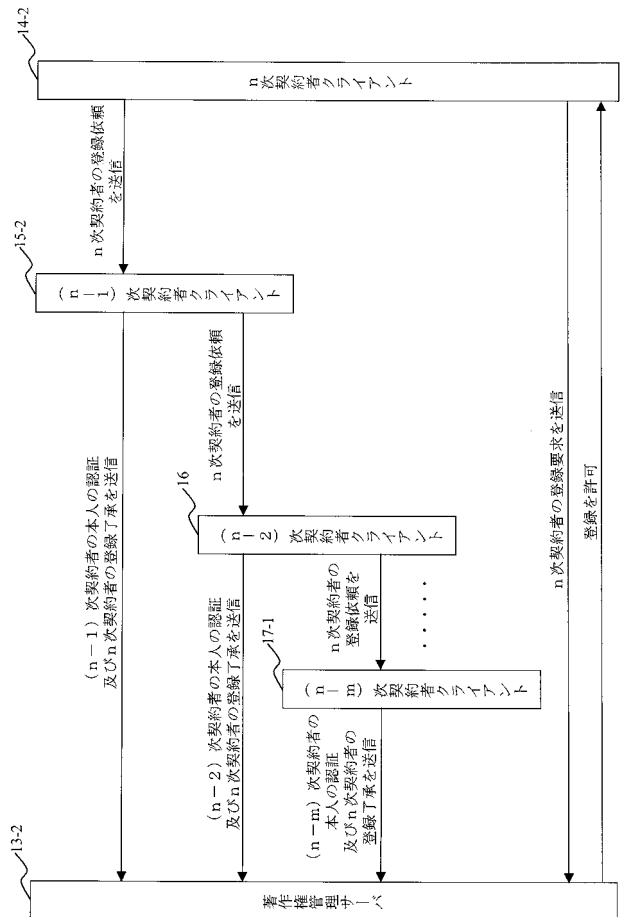 14-2
n次契約者クライアント
n次契約者の登録依頼
を送信
15-2
(n-1)次契約者クライアント
(n-1)次契約者の本人の認証
及びn次契約者の登録了承を送信
n次契約者の登録依頼
を送信
16
(n-2)次契約者クライアント
(n-2)次契約者の本人の認証
及びn次契約者の登録了承を送信
n次契約者の
登録依頼を
送信
......
17-1
(n-m)次契約者クライアント
(n-m)次契約者の
本人の認証
及びn次契約者の
登録了承を送信
n次契約者の登録要求を送信
登録を許可
13-2
著作権管理サーバ